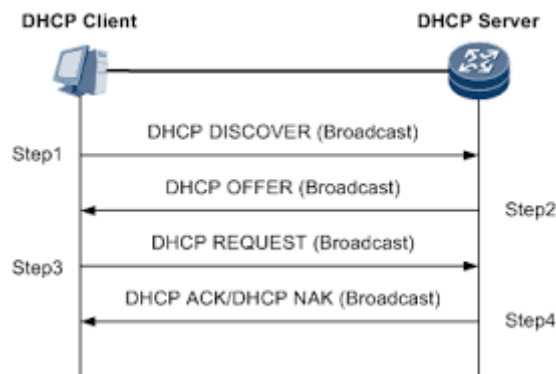 DHCP Client
DHCP Server
DHCP DISCOVER (Broadcast)
Step1
DHCP OFFER (Broadcast)
Step2
DHCP REQUEST (Broadcast)
Step3
DHCP ACK/DHCP NAK (Broadcast)
Step4